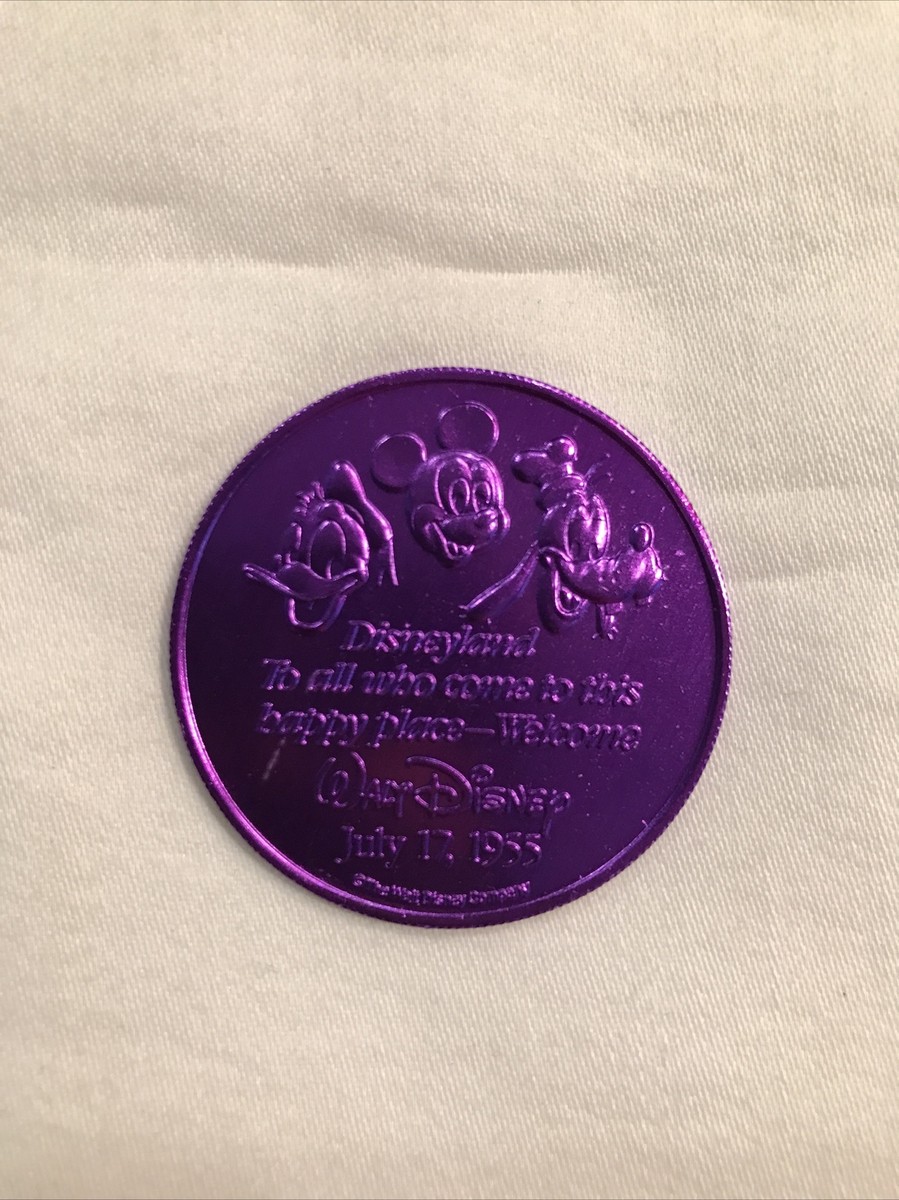 Disneyland
To all who come to this
happy place—Welcome
Walt Disney
July 17, 1955
©The Walt Disney Company